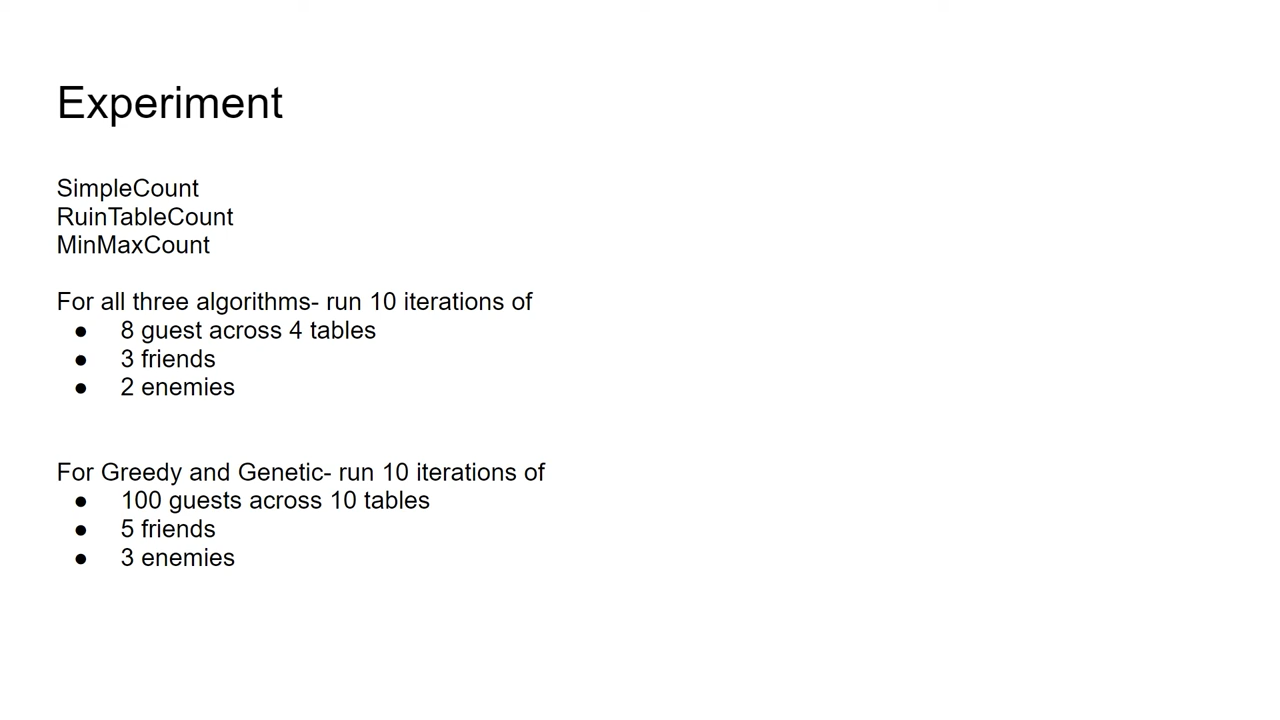 Experiment
SimpleCount
RuinTableCount
MinMaxCount
For all three algorithms- run 10 iterations of
● 8 guest across 4 tables
● 3 friends
● 2 enemies
For Greedy and Genetic- run 10 iterations of
● 100 guests across 10 tables
● 5 friends
● 3 enemies